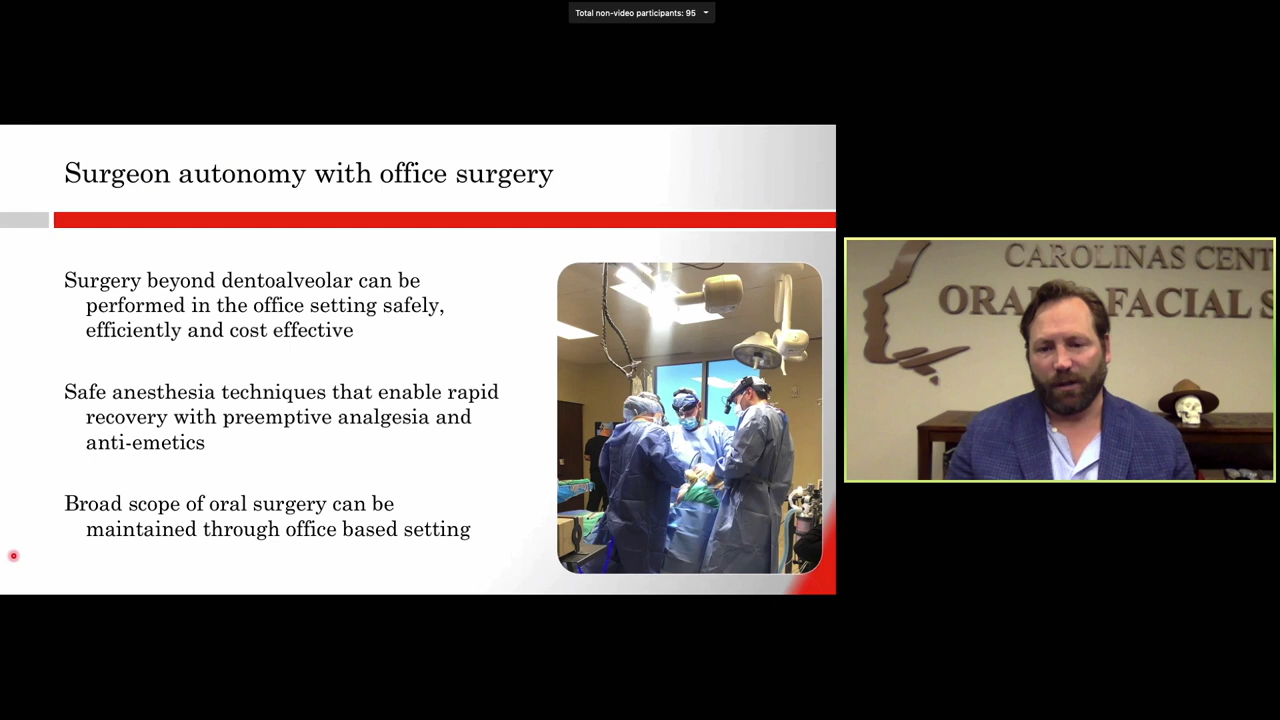 Total non-video participants: 95
Surgeon autonomy with office surgery
Surgery beyond dentoalveolar can be
performed in the office setting safely,
efficiently and cost effective
Safe anesthesia techniques that enable rapid
recovery with preemptive analgesia and
anti-emetics
Broad scope of oral surgery can be
maintained through office based setting
CAROLINAS CENT
ORAL FACIAL S